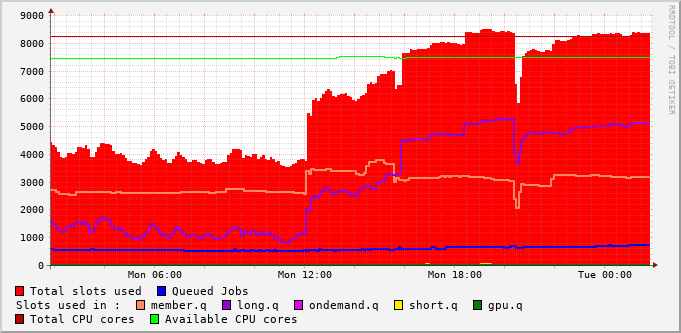 9000
8000
7000
6000
5000
4000
3000
2000
1000
0
Mon 06:00 Mon 12:00 Mon 18:00 Tue 00:00
RRDTOOL / TOBI OETIKER
Total slots used Queued Jobs
Slots used in : member.q long.q ondemand.q short.q gpu.q
Total CPU cores Available CPU cores